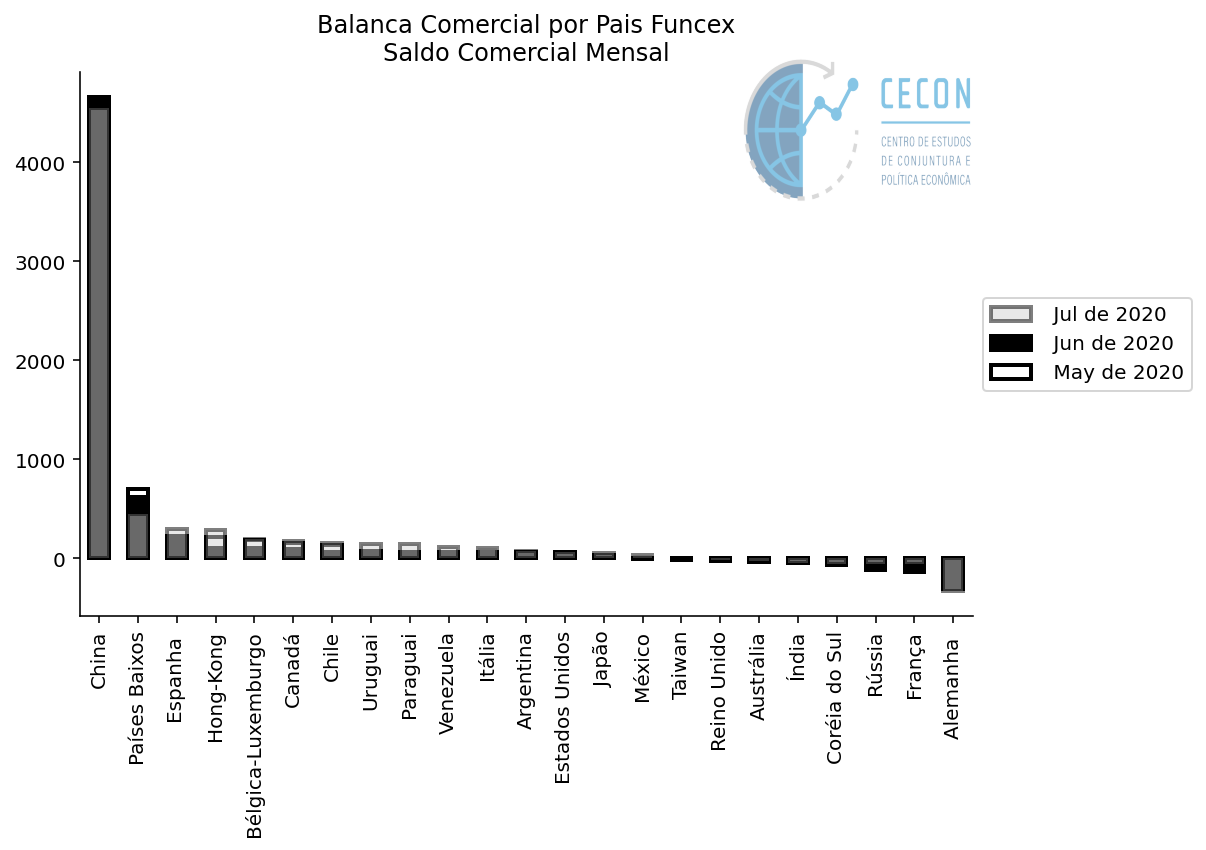 Balanca Comercial por Pais Funcex
Saldo Comercial Mensal
CECON
CENTRO DE ESTUDOS
DE CONJUNTURA E
POLÍTICA ECONÔMICA
4000
3000
2000
1000
0
Jul de 2020
Jun de 2020
May de 2020
China
Países Baixos
Espanha
Hong-Kong
Bélgica-Luxemburgo
Canadá
Chile
Uruguai
Paraguai
Venezuela
Itália
Argentina
Estados Unidos
Japão
México
Taiwan
Reino Unido
Austrália
Índia
Coréia do Sul
Rússia
França
Alemanha